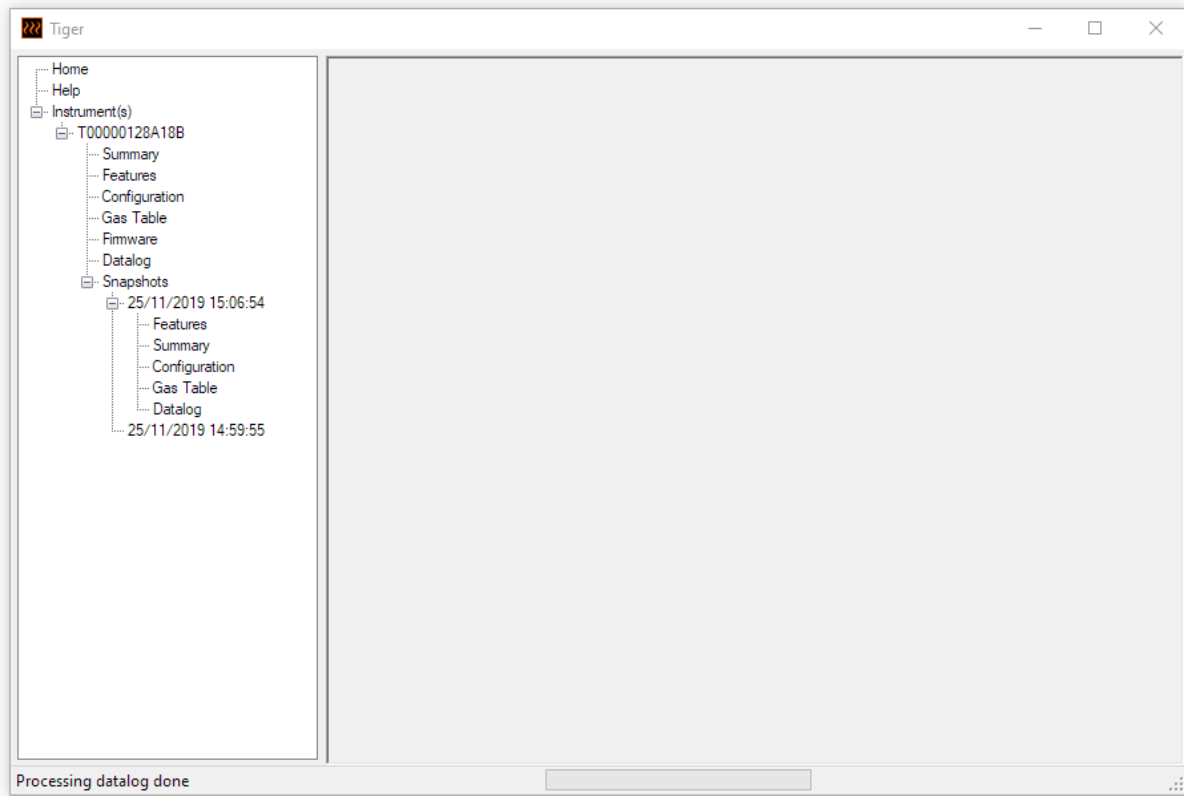 Tiger
Home
Help
Instrument(s)
T00000128A18B
Summary
Features
Configuration
Gas Table
Firmware
Datalog
Snapshots
25/11/2019 15:06:54
Features
Summary
Configuration
Gas Table
Datalog
25/11/2019 14:59:55
Processing datalog done